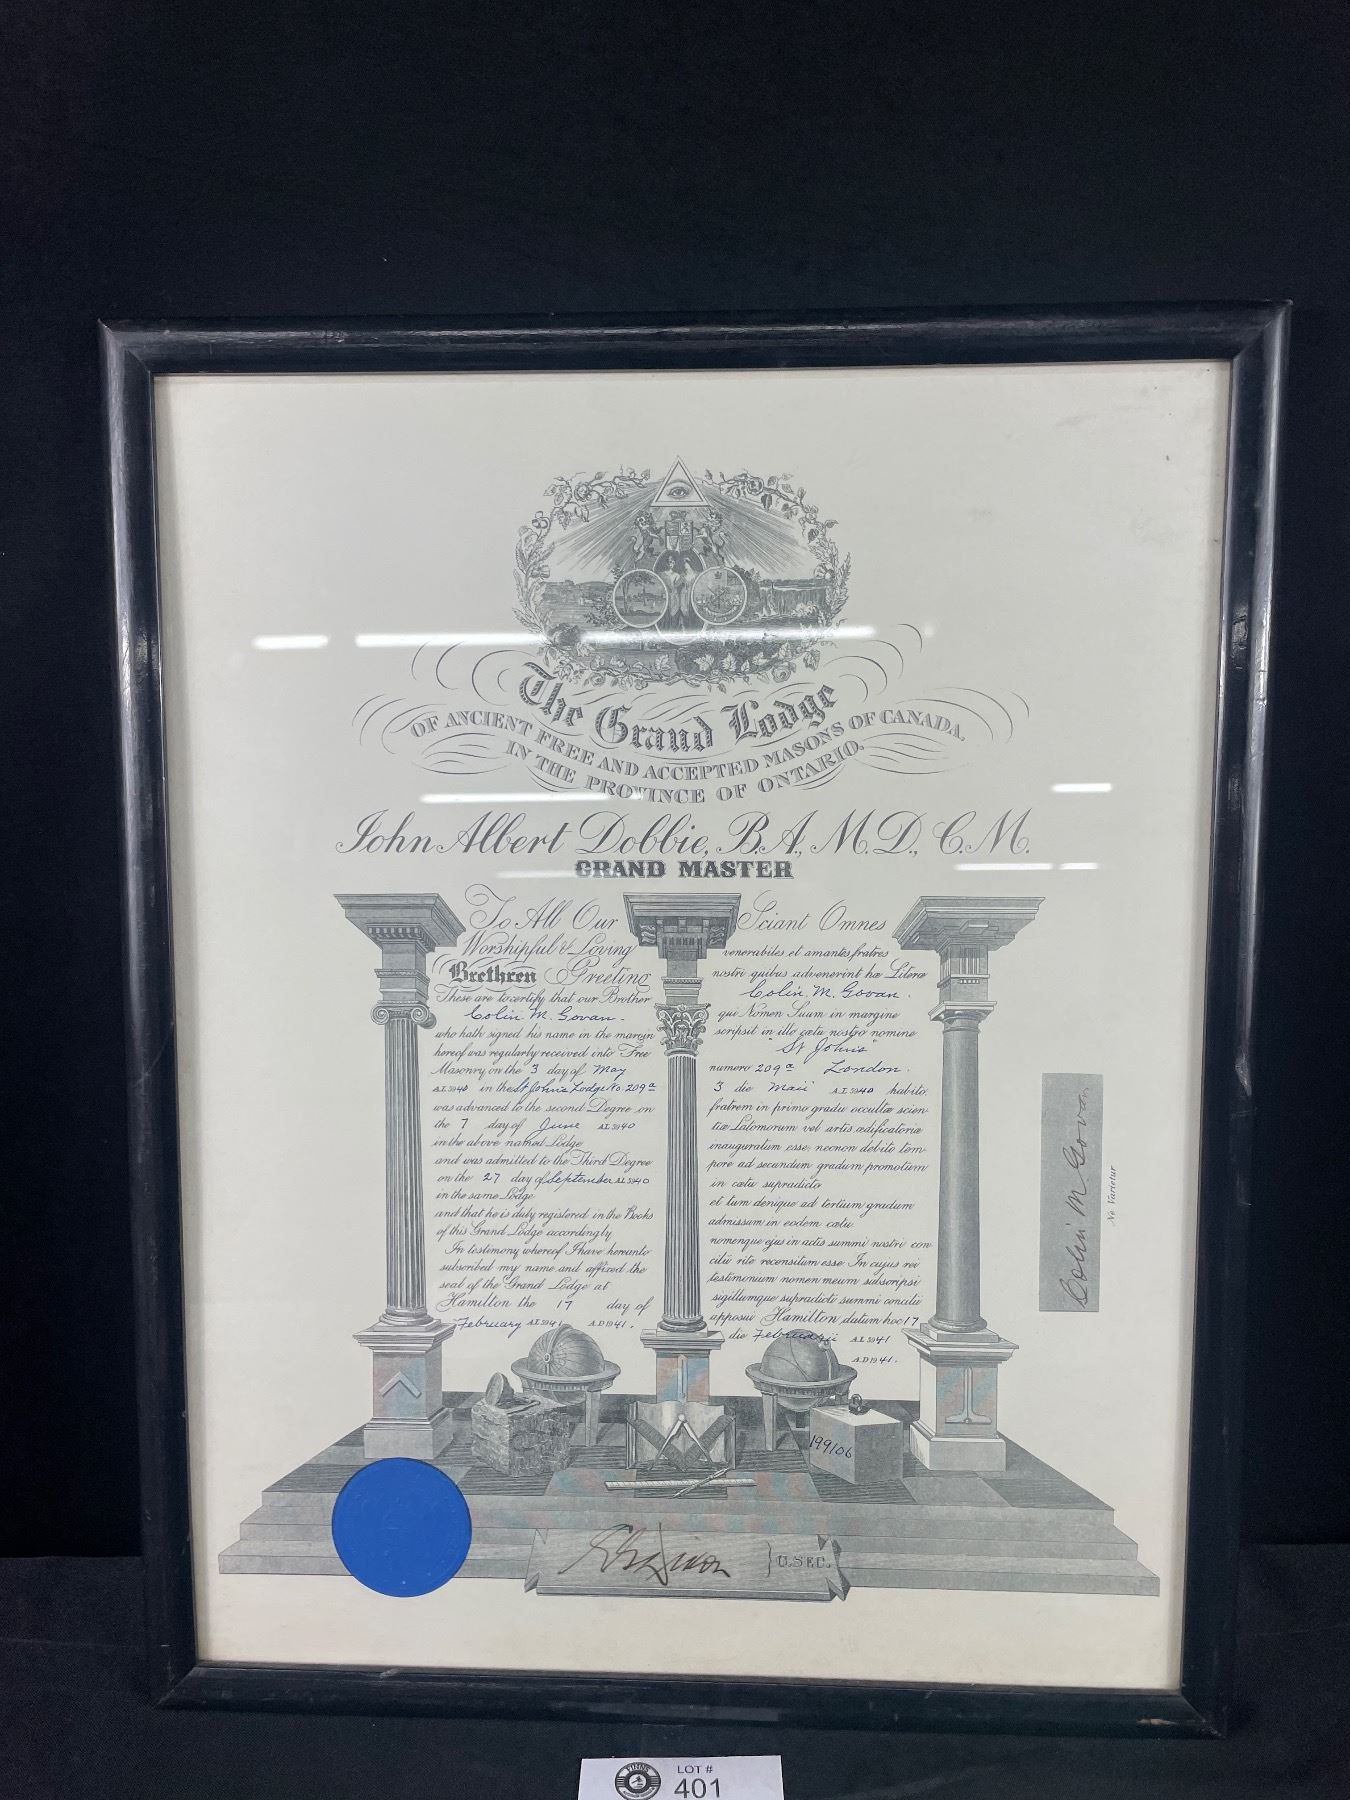 The Grand Lodge
OF ANCIENT FREE AND ACCEPTED MASONS OF CANADA,
IN THE PROVINCE OF ONTARIO.
John Albert Dobbie, B.A., M.D., C.M.
GRAND MASTER
To All Our
Worshipful & Loving
Brethren Greeting
These are to certify that our Brother
Colin M. Govan.
who hath signed his name in the margin
hereof was regularly received into Free
Masonry on the 3 day of May
A.L. 5940 in the St John's Lodge No. 209a
was advanced to the second Degree on
the 7 day of June A.L. 5940
in the above named Lodge
and was admitted to the Third Degree
on the 27 day of September A.L. 5940
in the same Lodge
and that he is duly registered in the Books
of this Grand Lodge accordingly
In testimony whereof I have hereunto
subscribed my name and affixed the
seal of the Grand Lodge at
Hamilton the 17 day of
February A.L. 5941 A.D. 1941.
Sciant Omnes
venerabiles et amantes fratres
nostri quibus advenerint hæ Literæ
Colin. M. Govan.
qui Nomen Suum in margine
scripsit in illo cœtu nostro nomine
"St John's"
numero 209a London.
3 die Maii A.L. 5940 habito,
fratrem in primo gradu occultæ scien-
tiæ Latomorum vel artis ædificatoriæ
inauguratum esse; necnon debito tem-
pore ad secundum gradum promotum
in cœtu supradicto
et tum denique ad tertium gradum
admissum in eodem cœtu
nomenque ejus in actis summi nostri con
cilii rite recensitum esse. In cujus rei
testimonium nomen meum subscripsi
sigillumque supradicti summi concilii
apposui Hamilton datum hoc 17
die Februarii A.L. 5941
A.D. 1941.
Colin M Govan
Ne Varietur
199106
G. SEC.
LOT #
401